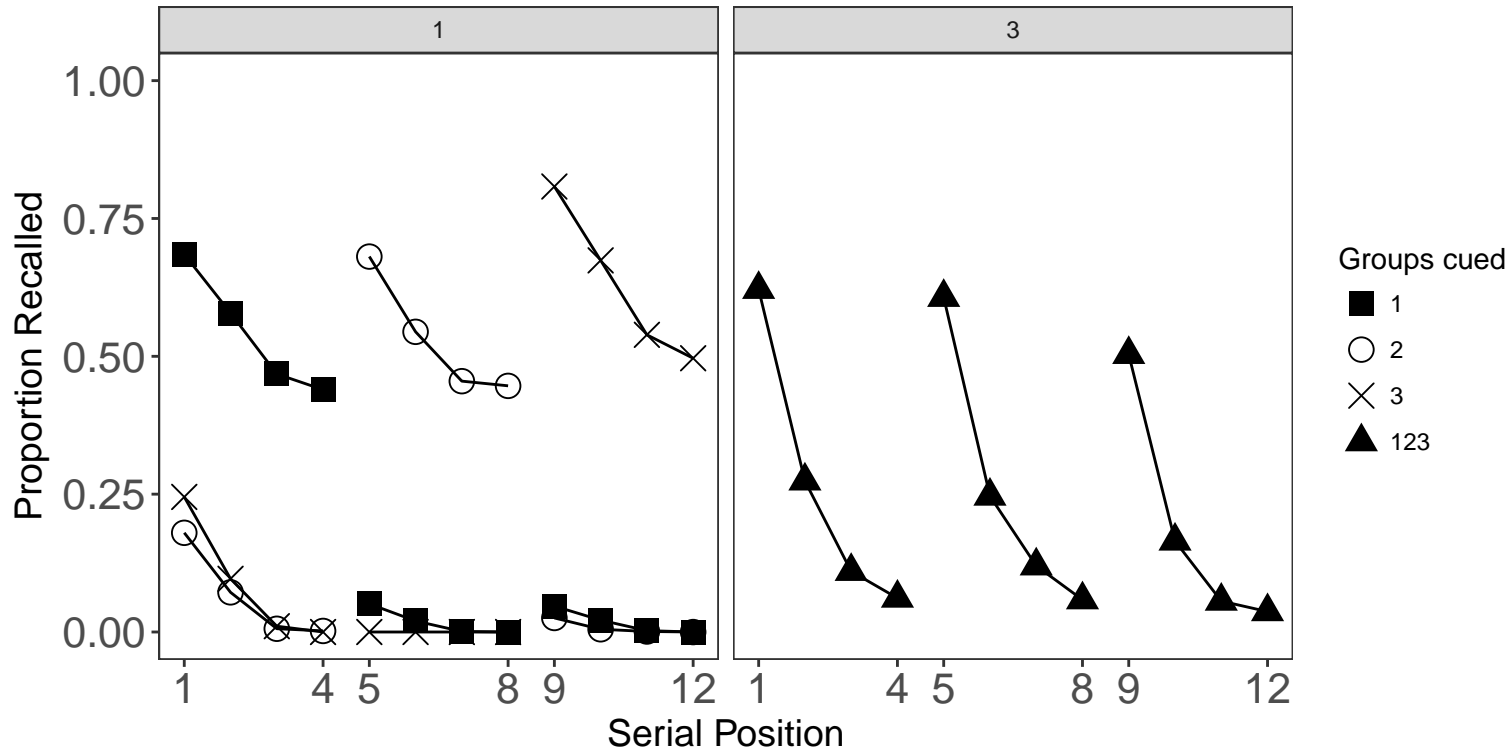 1
3
1.00
0.75
0.50
0.25
0.00
Proportion Recalled
1 4 5 8 9 12
1 4 5 8 9 12
Serial Position
Groups cued
1
2
3
123